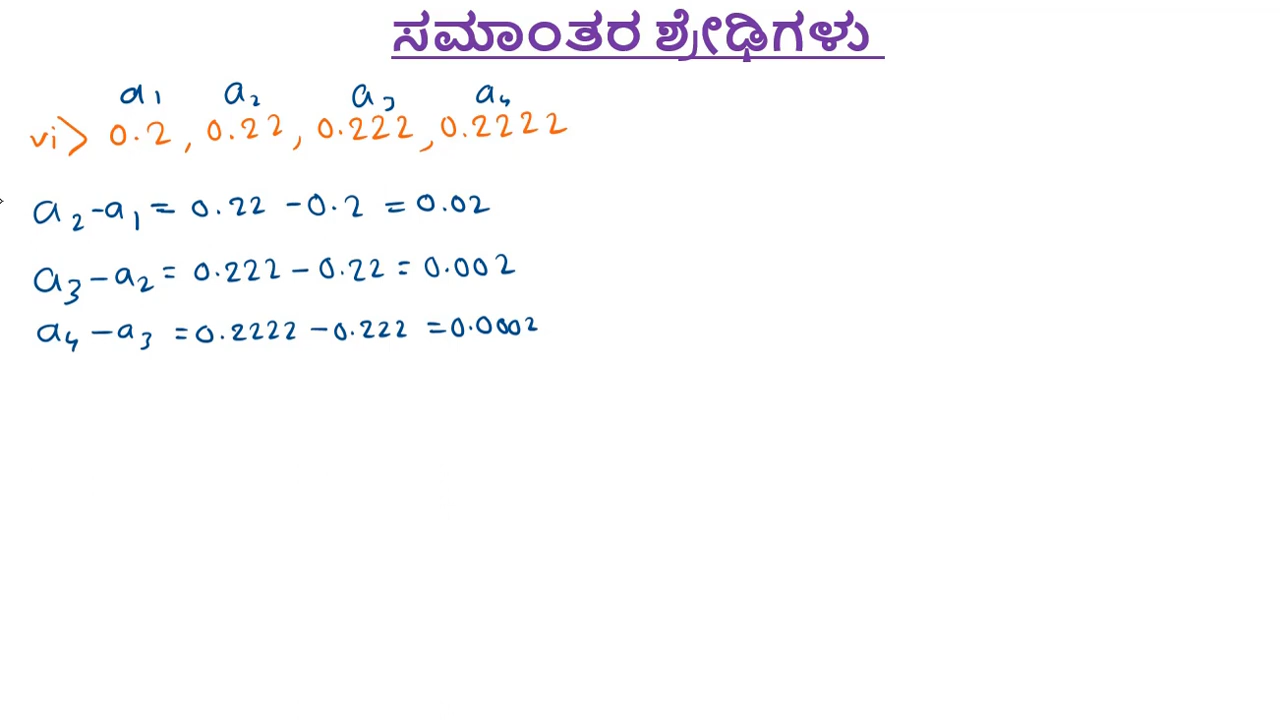 ಸಮಾಂತರ ಶ್ರೇಢಿಗಳು
a1 a2 a3 a4
vi> 0.2 , 0.22 , 0.222 , 0.2222
a2 - a1 = 0.22 - 0.2 = 0.02
a3 - a2 = 0.222 - 0.22 = 0.002
a4 - a3 = 0.2222 - 0.222 = 0.0002